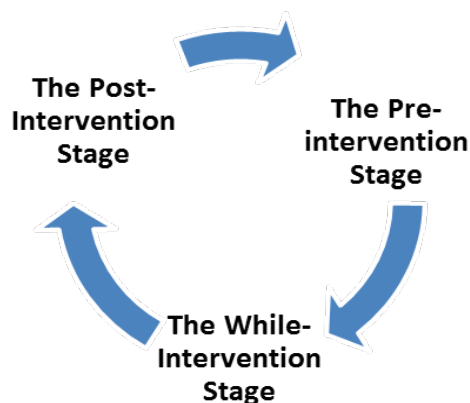 The Post-
Intervention
Stage
The Pre-
intervention
Stage
The While-
Intervention
Stage